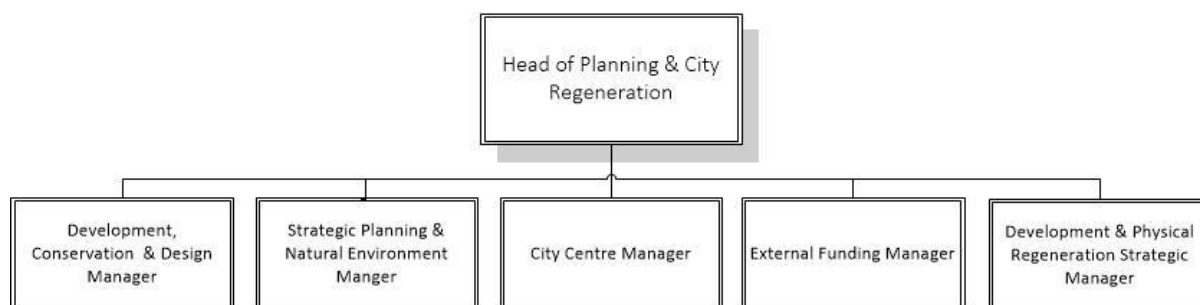 Head of Planning & City
Regeneration
Development,
Conservation & Design
Manager
Strategic Planning &
Natural Environment
Manger
City Centre Manager
External Funding Manager
Development & Physical
Regeneration Strategic
Manager